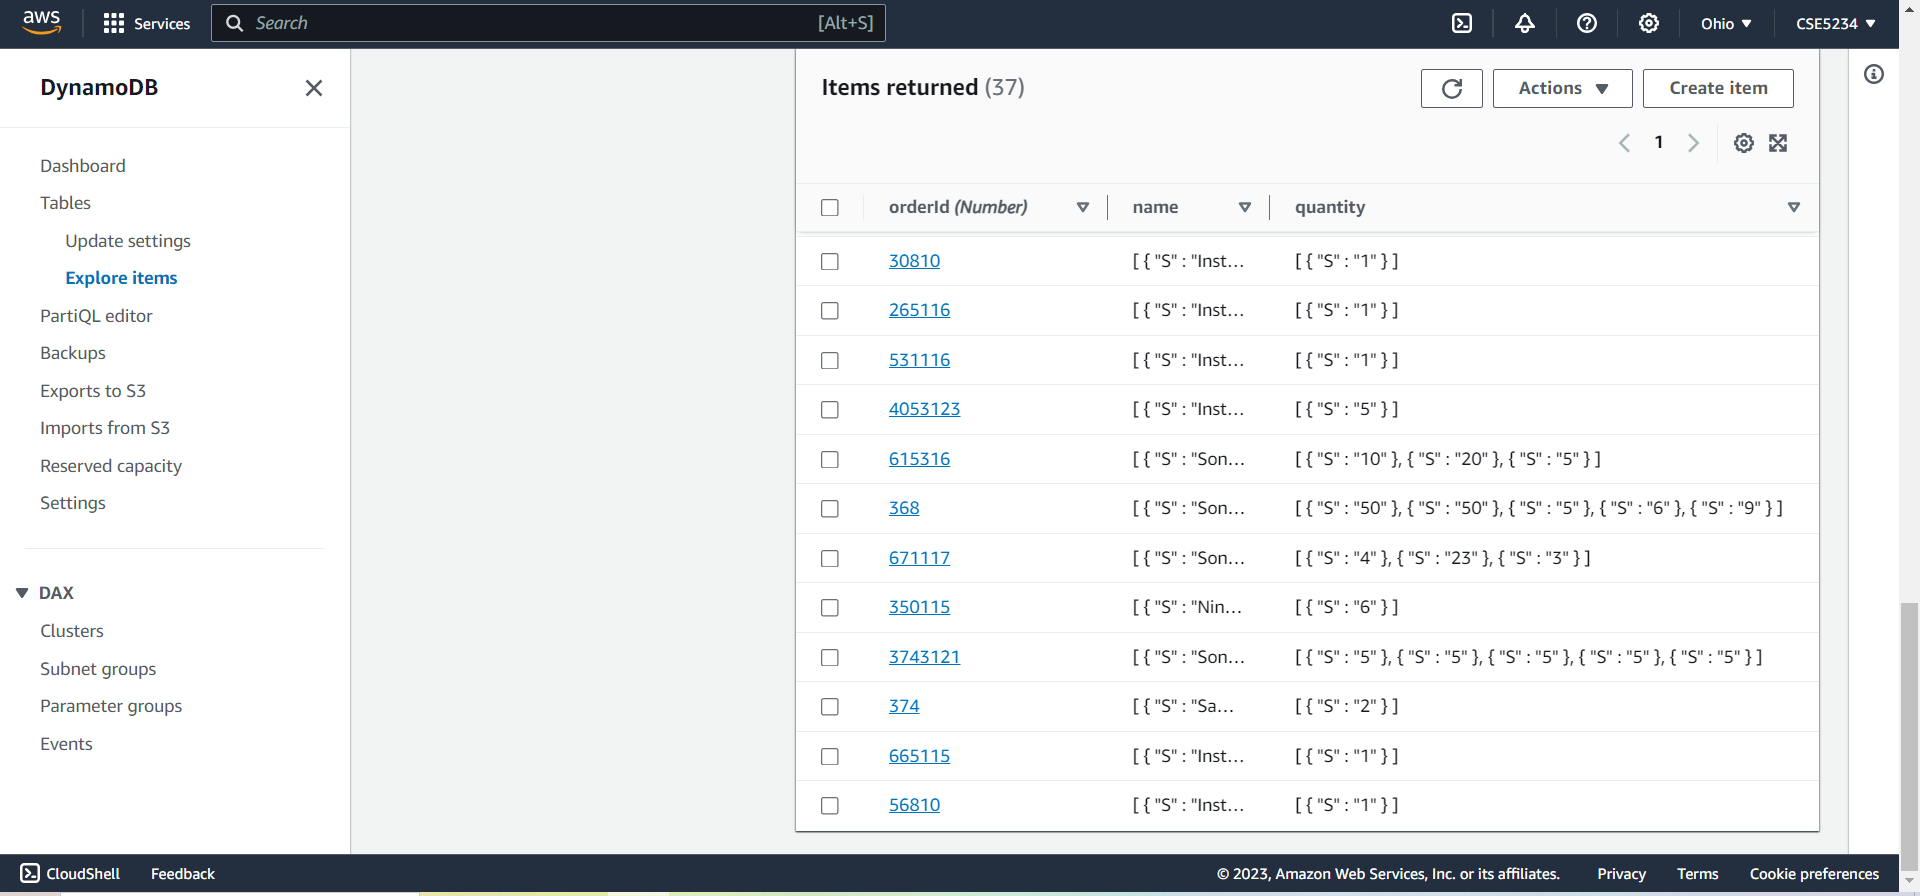 aws Services Search [Alt+S] Ohio CSE5234
DynamoDB
Dashboard
Tables
Update settings
Explore items
PartiQL editor
Backups
Exports to S3
Imports from S3
Reserved capacity
Settings
DAX
Clusters
Subnet groups
Parameter groups
Events
Items returned (37)
Actions Create item
1
orderId (Number) name quantity
30810 [ { "S" : "Inst... [ { "S" : "1" } ]
265116 [ { "S" : "Inst... [ { "S" : "1" } ]
531116 [ { "S" : "Inst... [ { "S" : "1" } ]
4053123 [ { "S" : "Inst... [ { "S" : "5" } ]
615316 [ { "S" : "Son... [ { "S" : "10" }, { "S" : "20" }, { "S" : "5" } ]
368 [ { "S" : "Son... [ { "S" : "50" }, { "S" : "50" }, { "S" : "5" }, { "S" : "6" }, { "S" : "9" } ]
671117 [ { "S" : "Son... [ { "S" : "4" }, { "S" : "23" }, { "S" : "3" } ]
350115 [ { "S" : "Nin... [ { "S" : "6" } ]
3743121 [ { "S" : "Son... [ { "S" : "5" }, { "S" : "5" }, { "S" : "5" }, { "S" : "5" }, { "S" : "5" } ]
374 [ { "S" : "Sa... [ { "S" : "2" } ]
665115 [ { "S" : "Inst... [ { "S" : "1" } ]
56810 [ { "S" : "Inst... [ { "S" : "1" } ]
CloudShell Feedback © 2023, Amazon Web Services, Inc. or its affiliates. Privacy Terms Cookie preferences